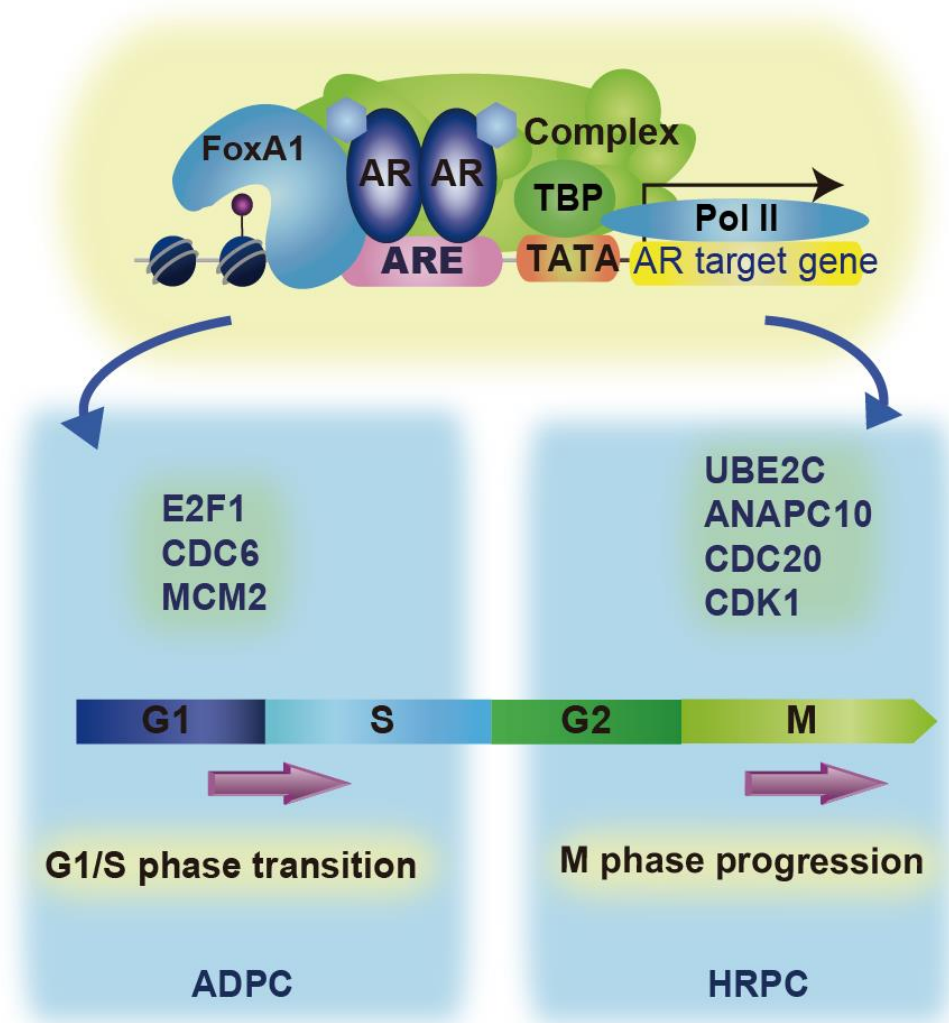 FoxA1
AR
AR
Complex
TBP
Pol II
ARE
TATA
AR target gene
E2F1
CDC6
MCM2
UBE2C
ANAPC10
CDC20
CDK1
G1
S
G2
M
G1/S phase transition
M phase progression
ADPC
HRPC